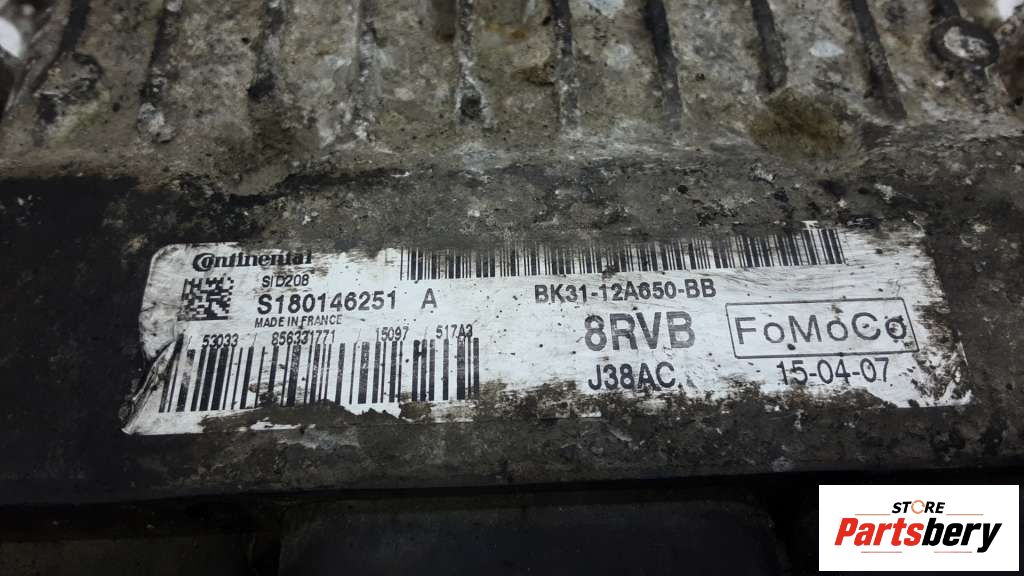 Continental
SID208
S180146251 A
MADE IN FRANCE
53033 856331771 15097 517A3
BK31-12A650-BB
8RVB
FoMoCo
J38AC
15-04-07
STORE
Partsbery